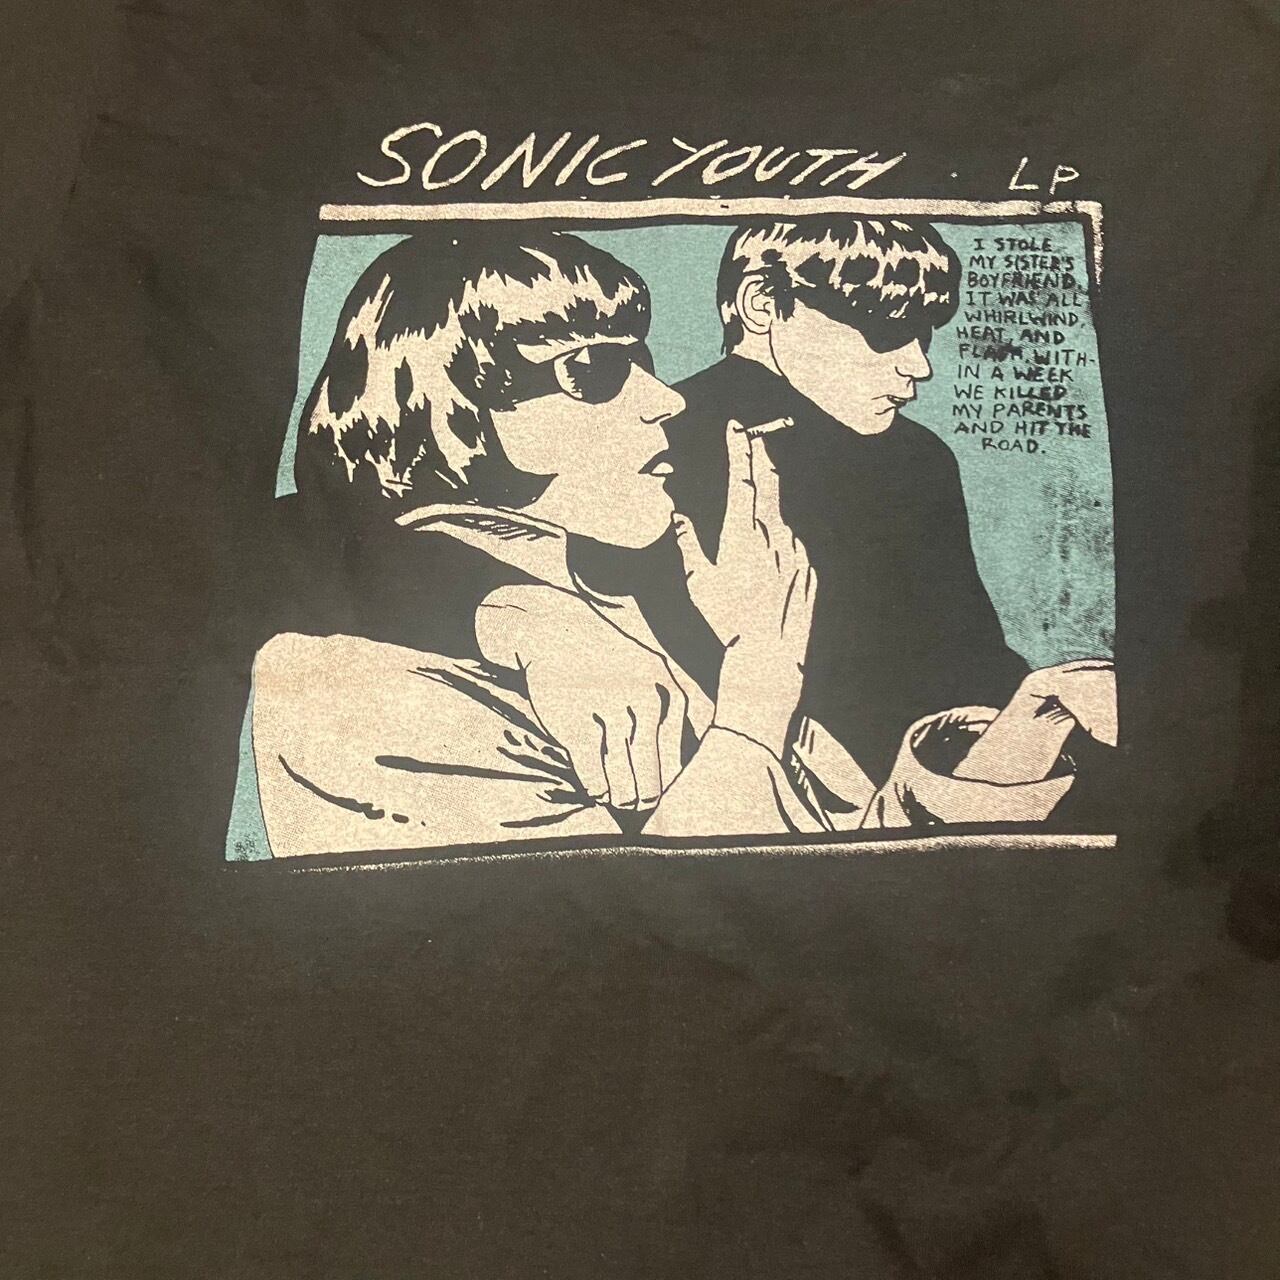 SONIC YOUTH LP
I STOLE
MY SISTER'S
BOYFRIEND.
IT WAS ALL
WHIRLWIND,
HEAT, AND
FLASH. WITH-
IN A WEEK
WE KILLED
MY PARENTS
AND HIT THE
ROAD.